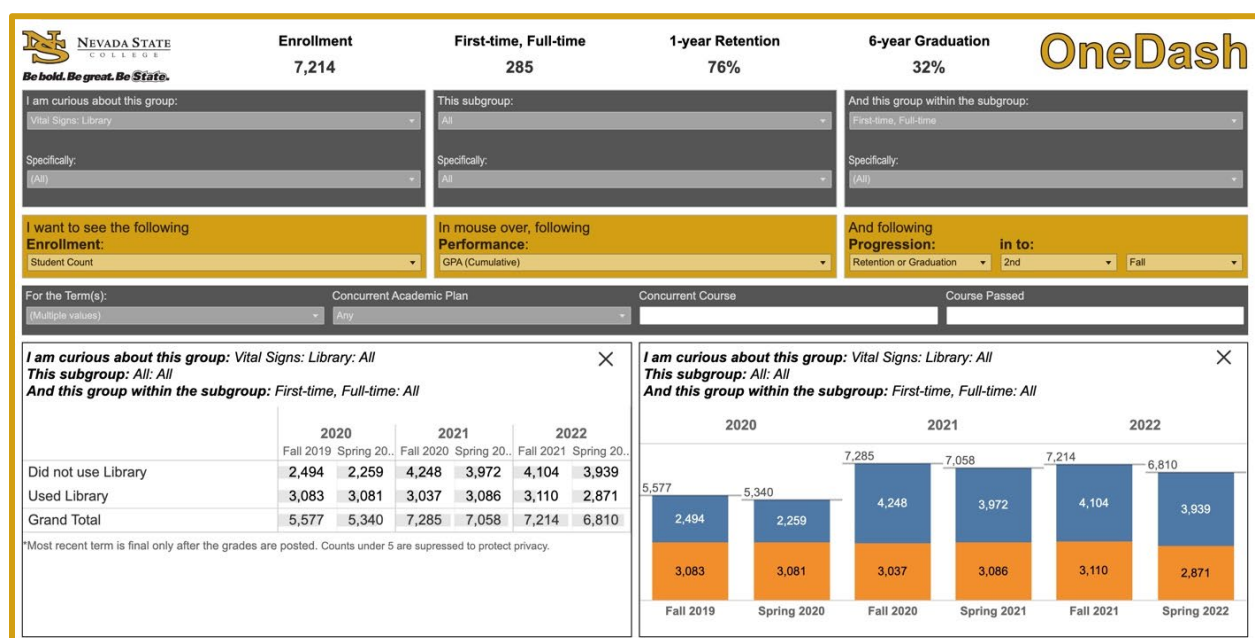 NS
NEVADA STATE
COLLEGE
Be bold. Be great. Be State.
Enrollment
7,214
First-time, Full-time
285
1-year Retention
76%
6-year Graduation
32%
OneDash
I am curious about this group:
Vital Signs: Library
Specifically:
(All)
This subgroup:
All
Specifically:
All
And this group within the subgroup:
First-time, Full-time
Specifically:
(All)
I want to see the following
Enrollment:
Student Count
In mouse over, following
Performance:
GPA (Cumulative)
And following
Progression: in to:
Retention or Graduation 2nd Fall
For the Term(s):
(Multiple values)
Concurrent Academic Plan
Any
Concurrent Course
Course Passed
I am curious about this group: Vital Signs: Library: All
This subgroup: All: All
And this group within the subgroup: First-time, Full-time: All
2020 2021 2022
Fall 2019 Spring 20.. Fall 2020 Spring 20.. Fall 2021 Spring 20..
Did not use Library 2,494 2,259 4,248 3,972 4,104 3,939
Used Library 3,083 3,081 3,037 3,086 3,110 2,871
Grand Total 5,577 5,340 7,285 7,058 7,214 6,810
*Most recent term is final only after the grades are posted. Counts under 5 are supressed to protect privacy.
I am curious about this group: Vital Signs: Library: All
This subgroup: All: All
And this group within the subgroup: First-time, Full-time: All
2020 2021 2022
5,577 5,340 7,285 7,058 7,214 6,810
2,494 2,259 4,248 3,972 4,104 3,939
3,083 3,081 3,037 3,086 3,110 2,871
Fall 2019 Spring 2020 Fall 2020 Spring 2021 Fall 2021 Spring 2022